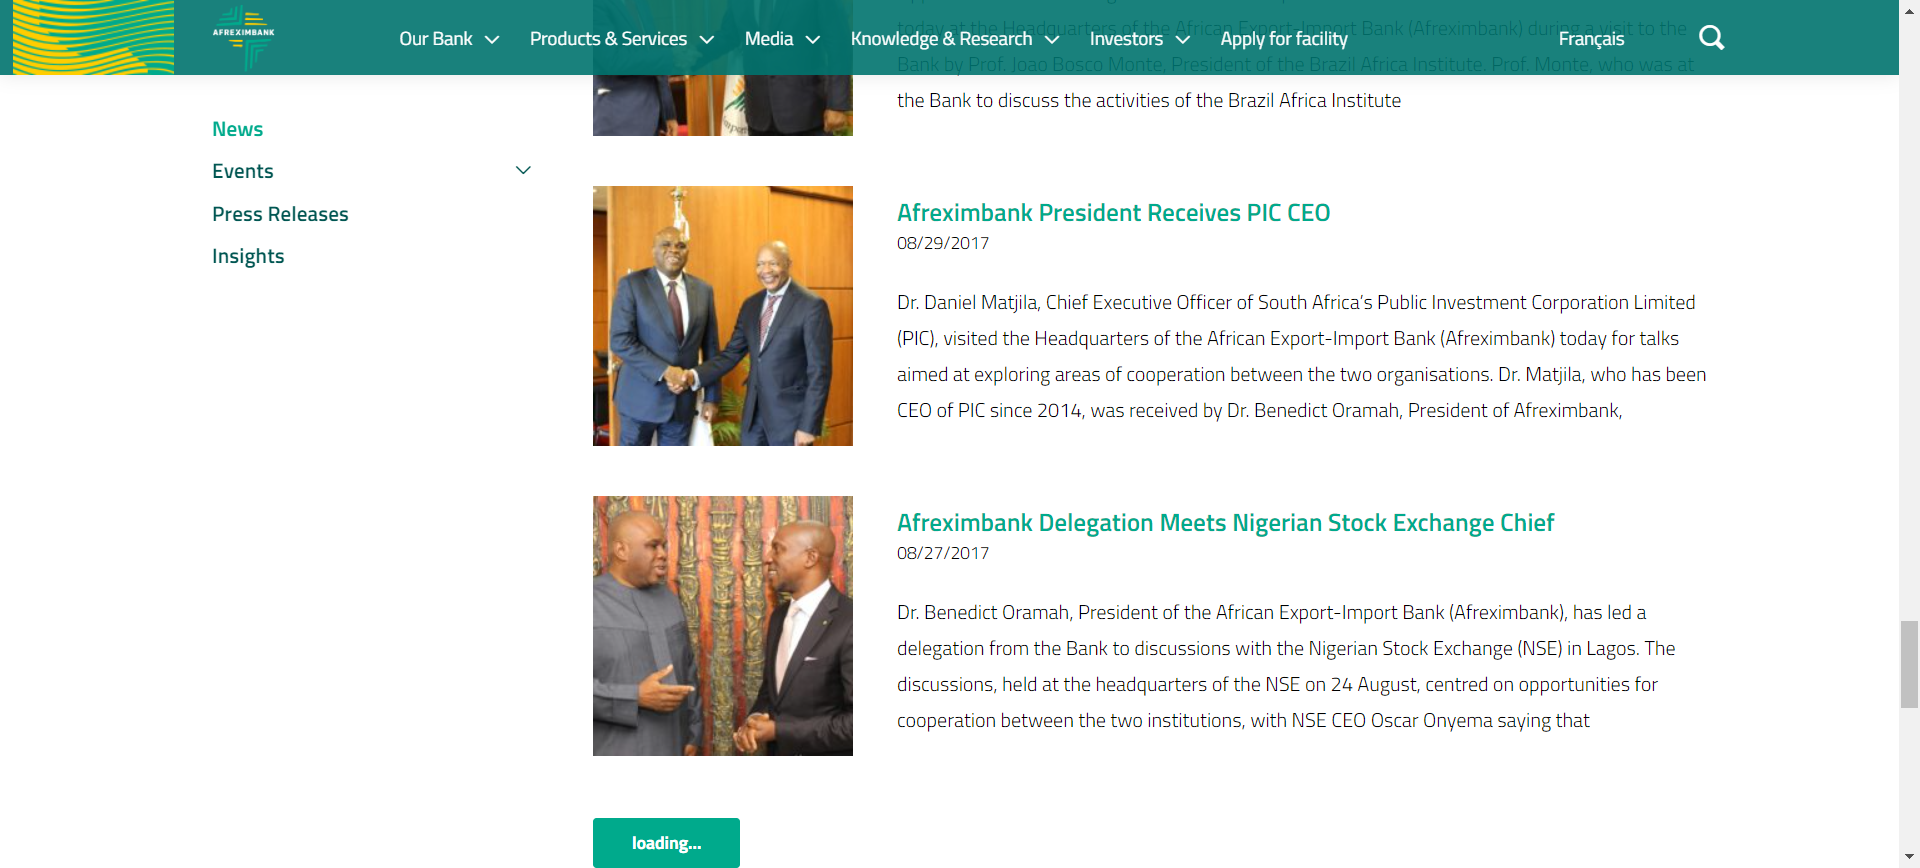 AFREXIMBANK
Our Bank
Products & Services
Media
Knowledge & Research
Investors
Apply for facility
Français
today at the Headquarters of the African Export-Import Bank (Afreximbank) during a visit to the
Bank by Prof. Joao Bosco Monte, President of the Brazil Africa Institute. Prof. Monte, who was at
the Bank to discuss the activities of the Brazil Africa Institute
News
Events
Press Releases
Insights
Afreximbank President Receives PIC CEO
08/29/2017
Dr. Daniel Matjila, Chief Executive Officer of South Africa’s Public Investment Corporation Limited
(PIC), visited the Headquarters of the African Export-Import Bank (Afreximbank) today for talks
aimed at exploring areas of cooperation between the two organisations. Dr. Matjila, who has been
CEO of PIC since 2014, was received by Dr. Benedict Oramah, President of Afreximbank,
Afreximbank Delegation Meets Nigerian Stock Exchange Chief
08/27/2017
Dr. Benedict Oramah, President of the African Export-Import Bank (Afreximbank), has led a
delegation from the Bank to discussions with the Nigerian Stock Exchange (NSE) in Lagos. The
discussions, held at the headquarters of the NSE on 24 August, centred on opportunities for
cooperation between the two institutions, with NSE CEO Oscar Onyema saying that
loading...